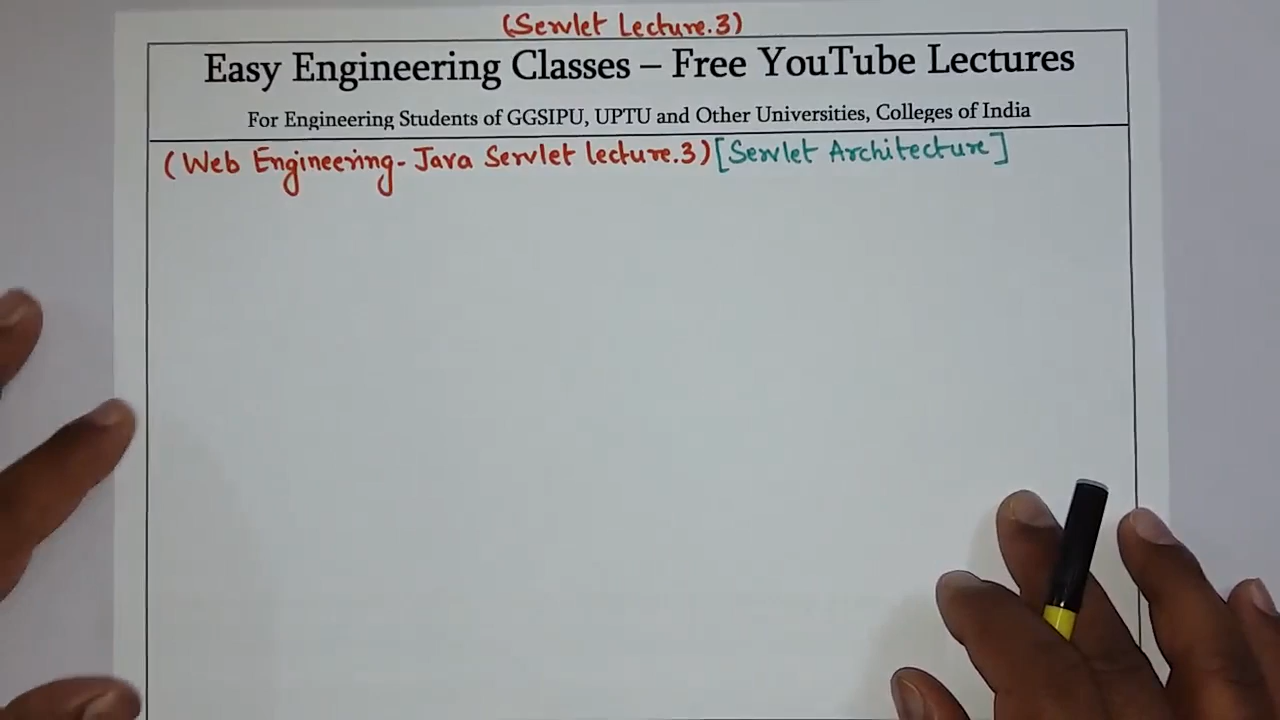 (Servlet Lecture.3)
Easy Engineering Classes – Free YouTube Lectures
For Engineering Students of GGSIPU, UPTU and Other Universities, Colleges of India
(Web Engineering- Java Servlet lecture.3) [Servlet Architecture]